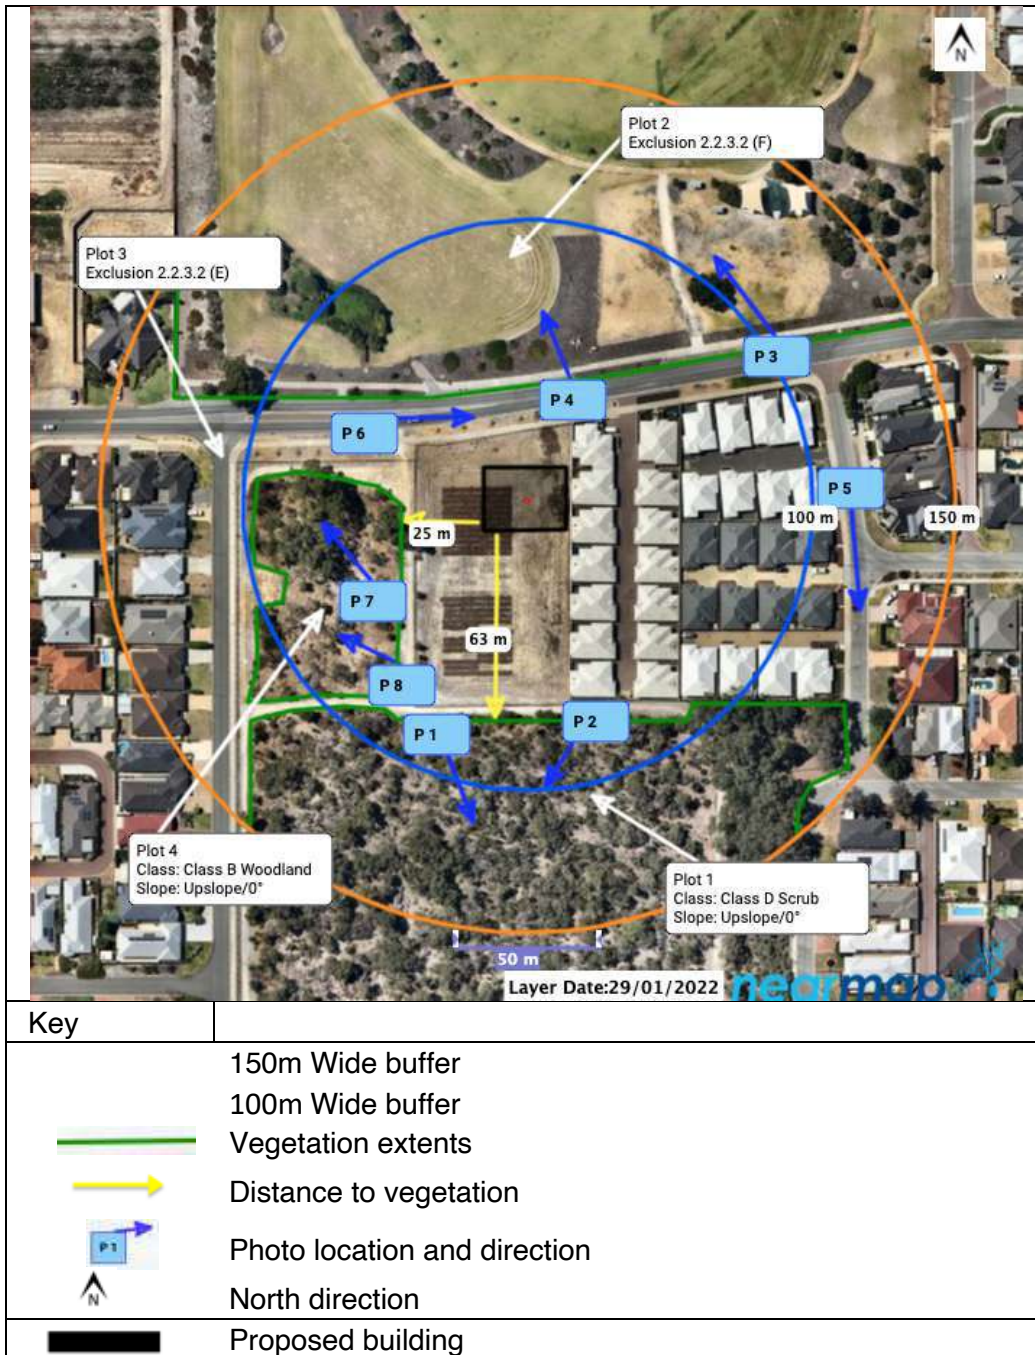 N
Plot 2
Exclusion 2.2.3.2 (F)
Plot 3
Exclusion 2.2.3.2 (E)
P 3
P 4
P 6
P 5
100 m
150 m
25 m
P 7
63 m
P 8
P 1
P 2
Plot 4
Class: Class B Woodland
Slope: Upslope/0°
Plot 1
Class: Class D Scrub
Slope: Upslope/0°
50 m
Layer Date:29/01/2022
nearmap
Key
150m Wide buffer
100m Wide buffer
Vegetation extents
Distance to vegetation
P1
Photo location and direction
N
North direction
Proposed building